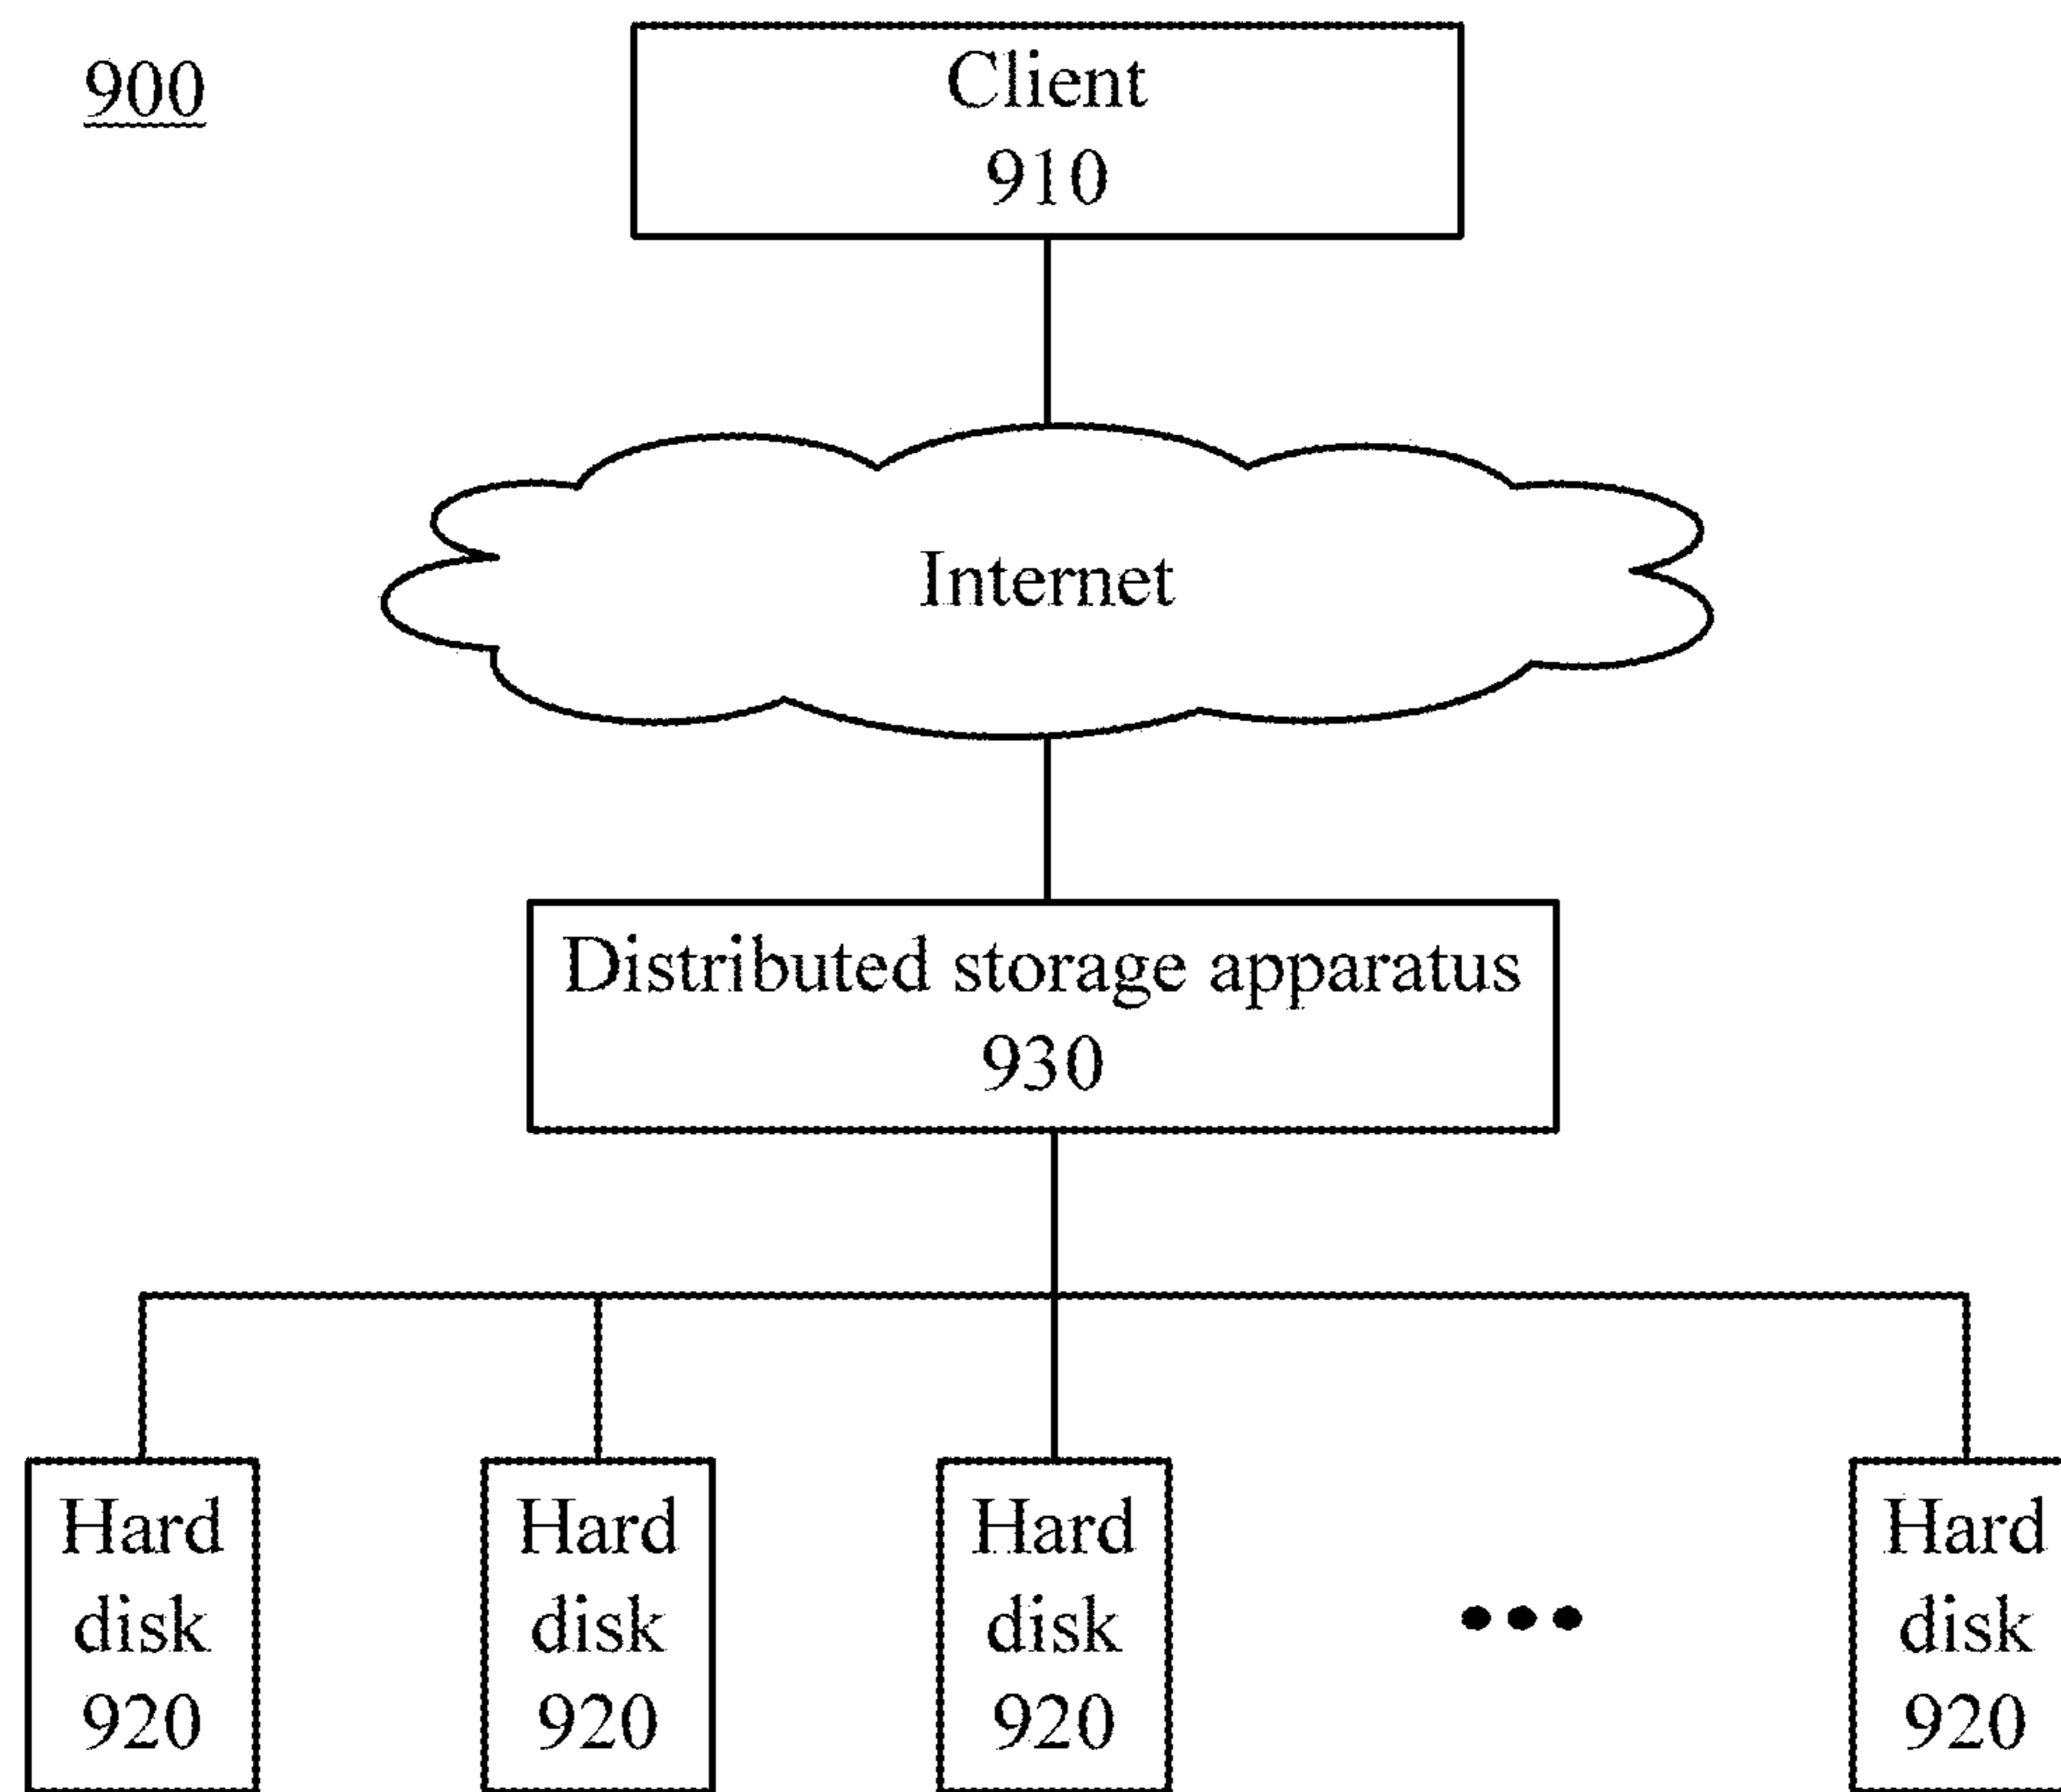 900
Client
910
Internet
Distributed storage apparatus
930
Hard
disk
920
Hard
disk
920
Hard
disk
920
Hard
disk
920